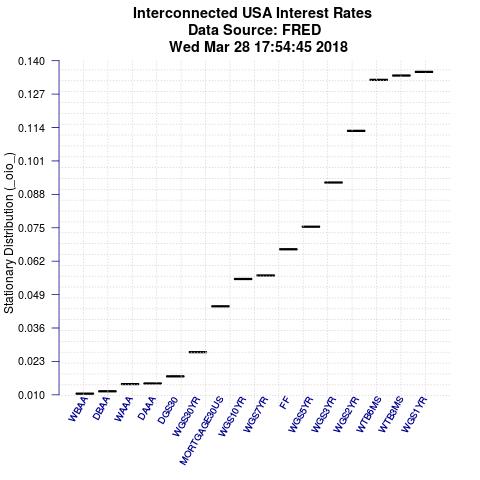 Interconnected USA Interest Rates
Data Source: FRED
Wed Mar 28 17:54:45 2018
Stationary Distribution (_oio_)
0.140
0.127
0.114
0.101
0.088
0.075
0.062
0.049
0.036
0.023
0.010
WBAA
DBAA
WAAA
DAAA
DGS30
WGS30YR
MORTGAGE30US
WGS10YR
WGS7YR
FF
WGS5YR
WGS3YR
WGS2YR
WTB6MS
WTB3MS
WGS1YR